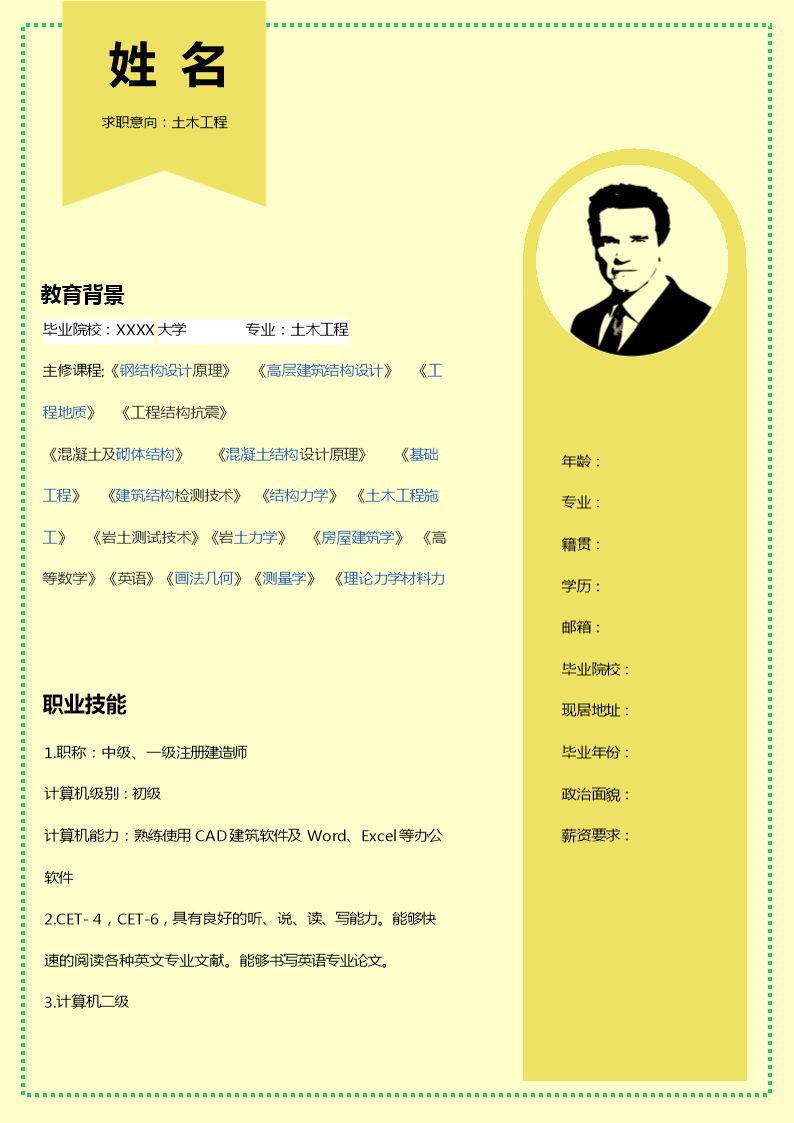 姓 名
求职意向：土木工程
教育背景
毕业院校：XXXX 大学 专业：土木工程
主修课程:《钢结构设计原理》 《高层建筑结构设计》 《工
程地质》 《工程结构抗震》
《混凝土及砌体结构》 《混凝土结构设计原理》 《基础
工程》 《建筑结构检测技术》 《结构力学》 《土木工程施
工》 《岩土测试技术》《岩土力学》 《房屋建筑学》 《高
等数学》《英语》《画法几何》《测量学》 《理论力学材料力
职业技能
1.职称：中级、一级注册建造师
计算机级别：初级
计算机能力：熟练使用 CAD 建筑软件及 Word、Excel 等办公
软件
2.CET- 4，CET-6，具有良好的听、说、读、写能力。能够快
速的阅读各种英文专业文献。能够书写英语专业论文。
3.计算机二级
年龄：
专业：
籍贯：
学历：
邮箱：
毕业院校：
现居地址：
毕业年份：
政治面貌：
薪资要求：